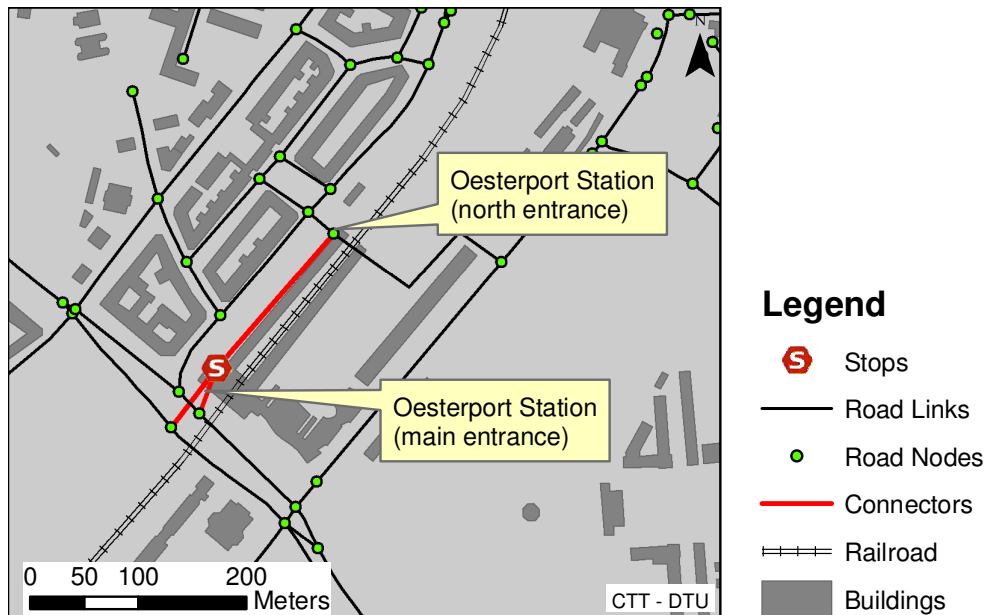 N
Oesterport Station
(north entrance)
Oesterport Station
(main entrance)
0 50 100 200
Meters
CTT - DTU
Legend
S Stops
Road Links
Road Nodes
Connectors
Railroad
Buildings
S